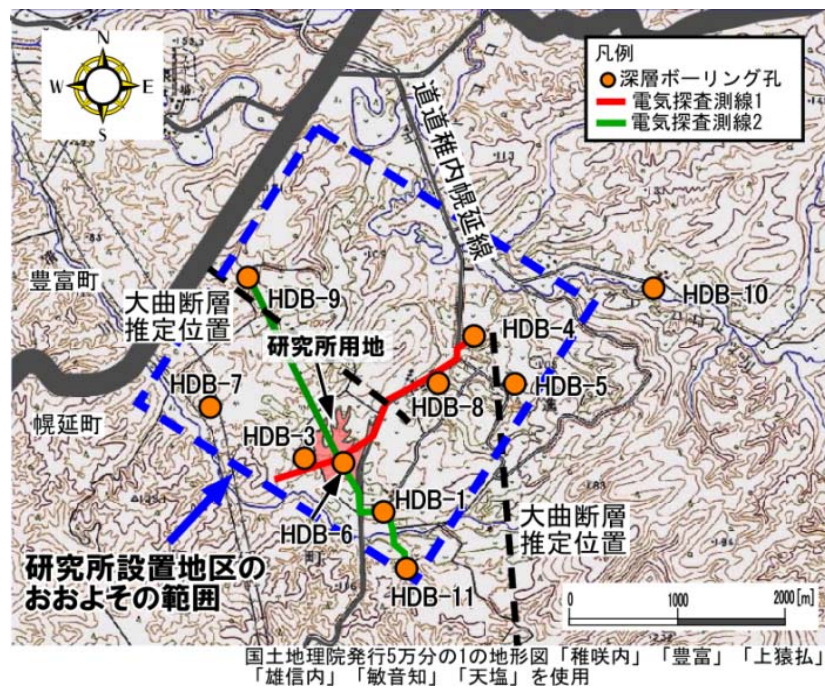 N
W
E
S
凡例
深層ボーリング孔
電気探査測線1
電気探査測線2
道道稚内幌延線
豊富町
大曲断層
推定位置
HDB-9
HDB-10
研究所用地
HDB-4
HDB-7
HDB-8
HDB-5
幌延町
HDB-3
HDB-1
HDB-6
大曲断層
推定位置
研究所設置地区の
おおよその範囲
HDB-11
0 1000 2000[m]
国土地理院発行5万分の1の地形図「稚咲内」「豊富」「上猿払」
「雄信内」「敏音知」「天塩」を使用